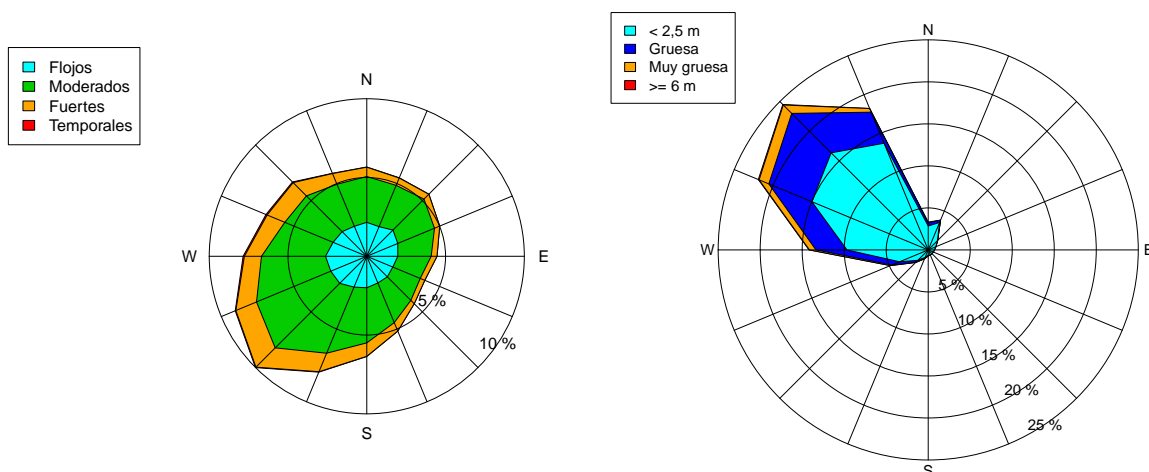 Flojos
Moderados
Fuertes
Temporales
N
W
E
S
5 %
10 %
< 2,5 m
Gruesa
Muy gruesa
>= 6 m
N
W
E
S
5 %
10 %
15 %
20 %
25 %